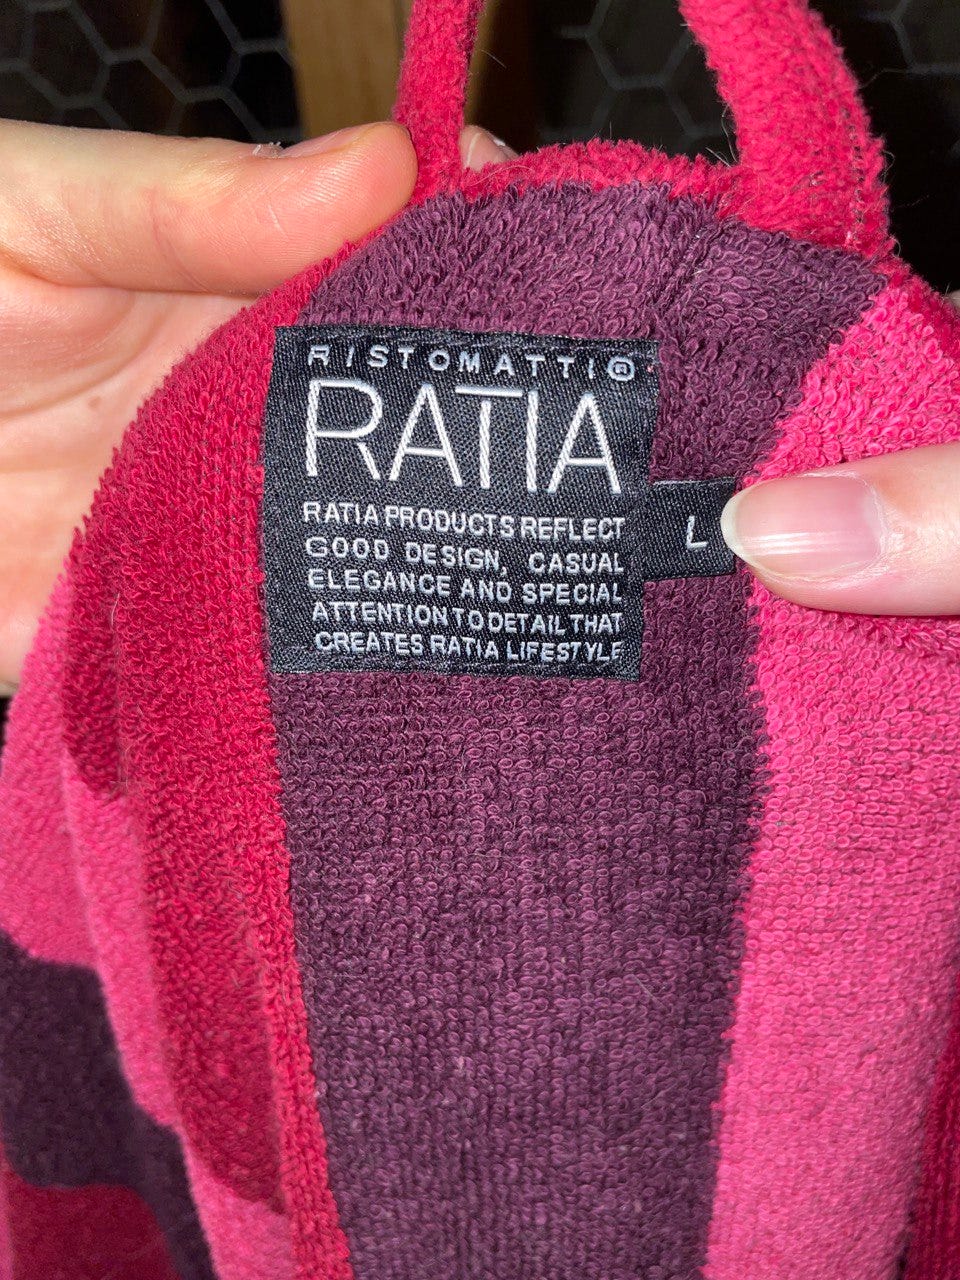 RISTOMATTI®
RATIA
RATIA PRODUCTS REFLECT
GOOD DESIGN, CASUAL
ELEGANCE AND SPECIAL
ATTENTION TO DETAIL THAT
CREATES RATIA LIFESTYLE
L